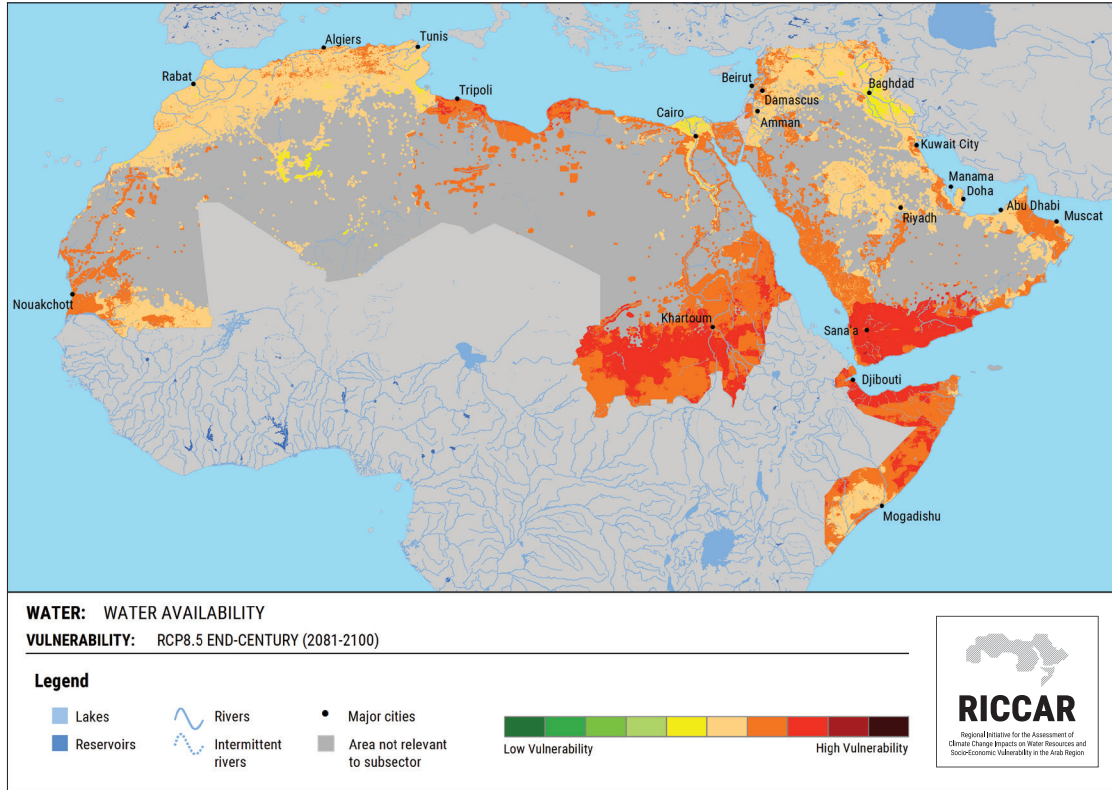 Algiers
Tunis
Rabat
Tripoli
Beirut
Damascus
Baghdad
Cairo
Amman
Kuwait City
Manama
Doha
Abu Dhabi
Riyadh
Muscat
Nouakchott
Khartoum
Sana'a
Djibouti
Mogadishu
WATER: WATER AVAILABILITY
VULNERABILITY: RCP8.5 END-CENTURY (2081-2100)
Legend
Lakes
Rivers
Major cities
Reservoirs
Intermittent
rivers
Area not relevant
to subsector
Low Vulnerability
High Vulnerability
RICCAR
Regional Initiative for the Assessment of
Climate Change Impacts on Water Resources and
Socio-Economic Vulnerability in the Arab Region